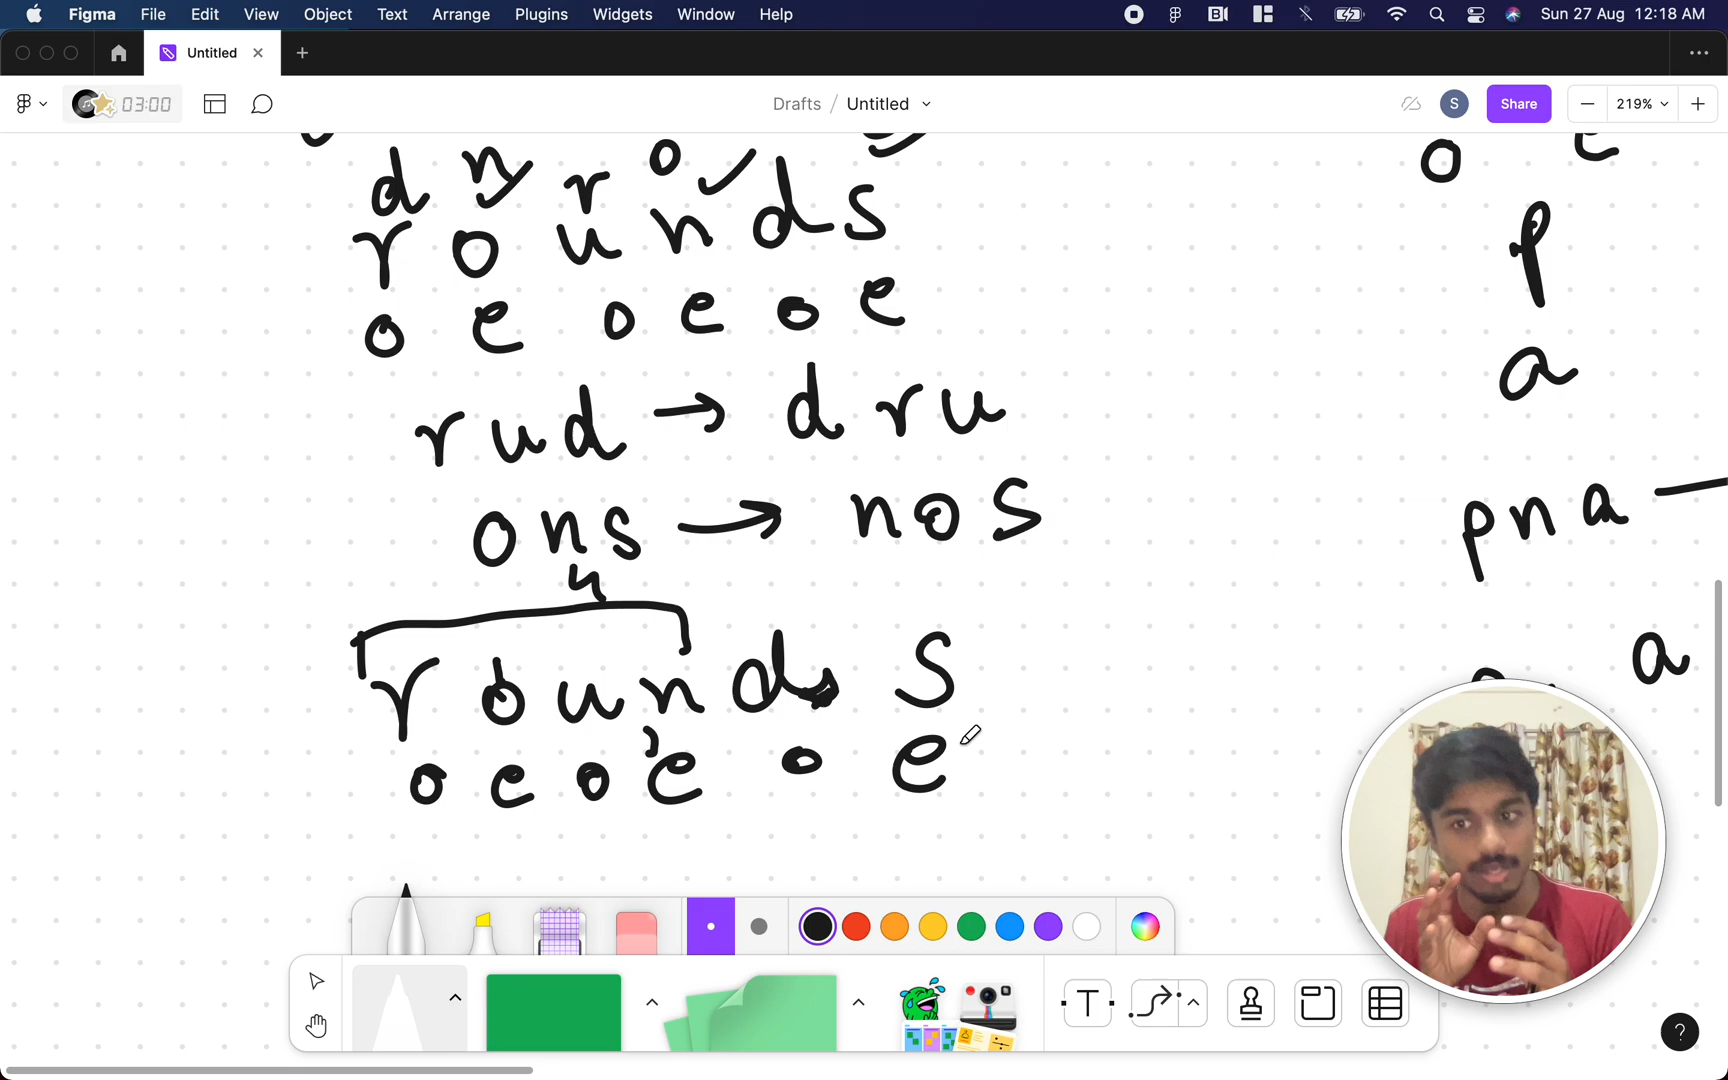 Figma File Edit View Object Text Arrange Plugins Widgets Window Help Sun 27 Aug 12:18 AM
Untitled
03:00 Drafts / Untitled S Share 219%
d n r o
r o u n d s
o e o e o e
r u d → d r u
o n s → n o s
4
r o u n d s S
o e o e o e
o e
p
a
p n a
a
T
?